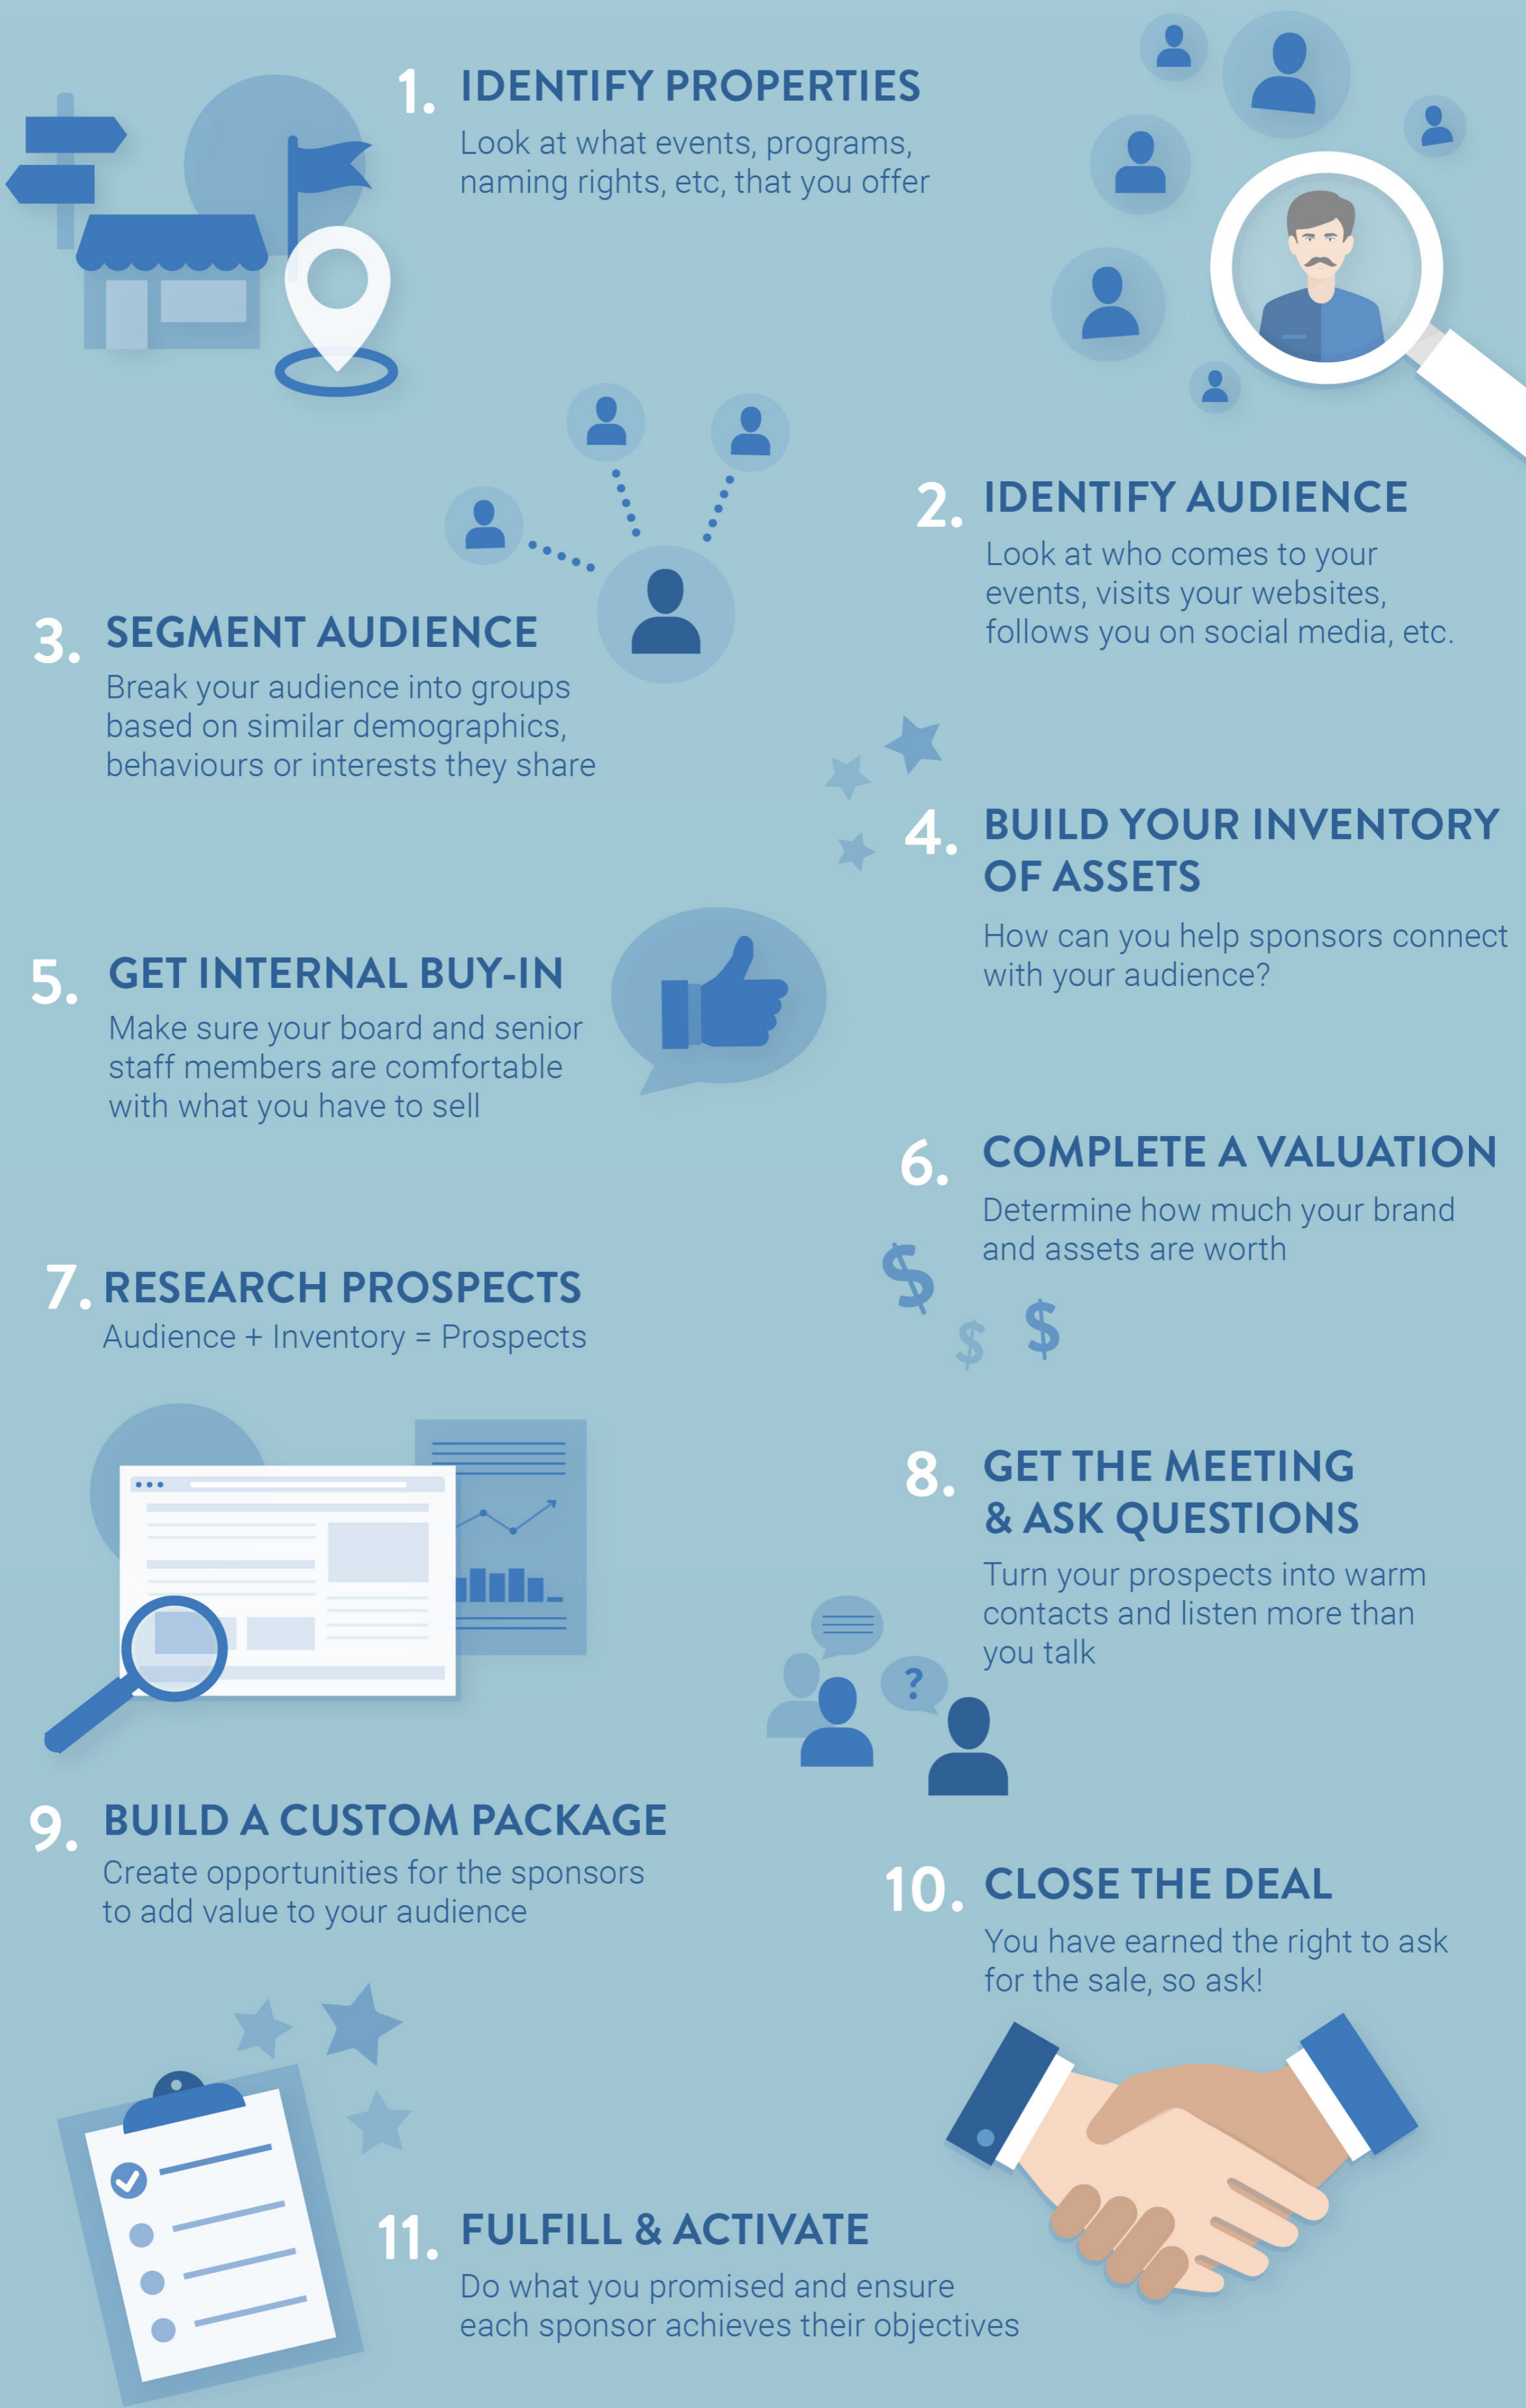 1. IDENTIFY PROPERTIES
Look at what events, programs,
naming rights, etc, that you offer
2. IDENTIFY AUDIENCE
Look at who comes to your
events, visits your websites,
follows you on social media, etc.
3. SEGMENT AUDIENCE
Break your audience into groups
based on similar demographics,
behaviours or interests they share
4. BUILD YOUR INVENTORY
OF ASSETS
How can you help sponsors connect
with your audience?
5. GET INTERNAL BUY-IN
Make sure your board and senior
staff members are comfortable
with what you have to sell
6. COMPLETE A VALUATION
Determine how much your brand
and assets are worth
$
$ $
7. RESEARCH PROSPECTS
Audience + Inventory = Prospects
8. GET THE MEETING
& ASK QUESTIONS
Turn your prospects into warm
contacts and listen more than
you talk
?
9. BUILD A CUSTOM PACKAGE
Create opportunities for the sponsors
to add value to your audience
10. CLOSE THE DEAL
You have earned the right to ask
for the sale, so ask!
11. FULFILL & ACTIVATE
Do what you promised and ensure
each sponsor achieves their objectives